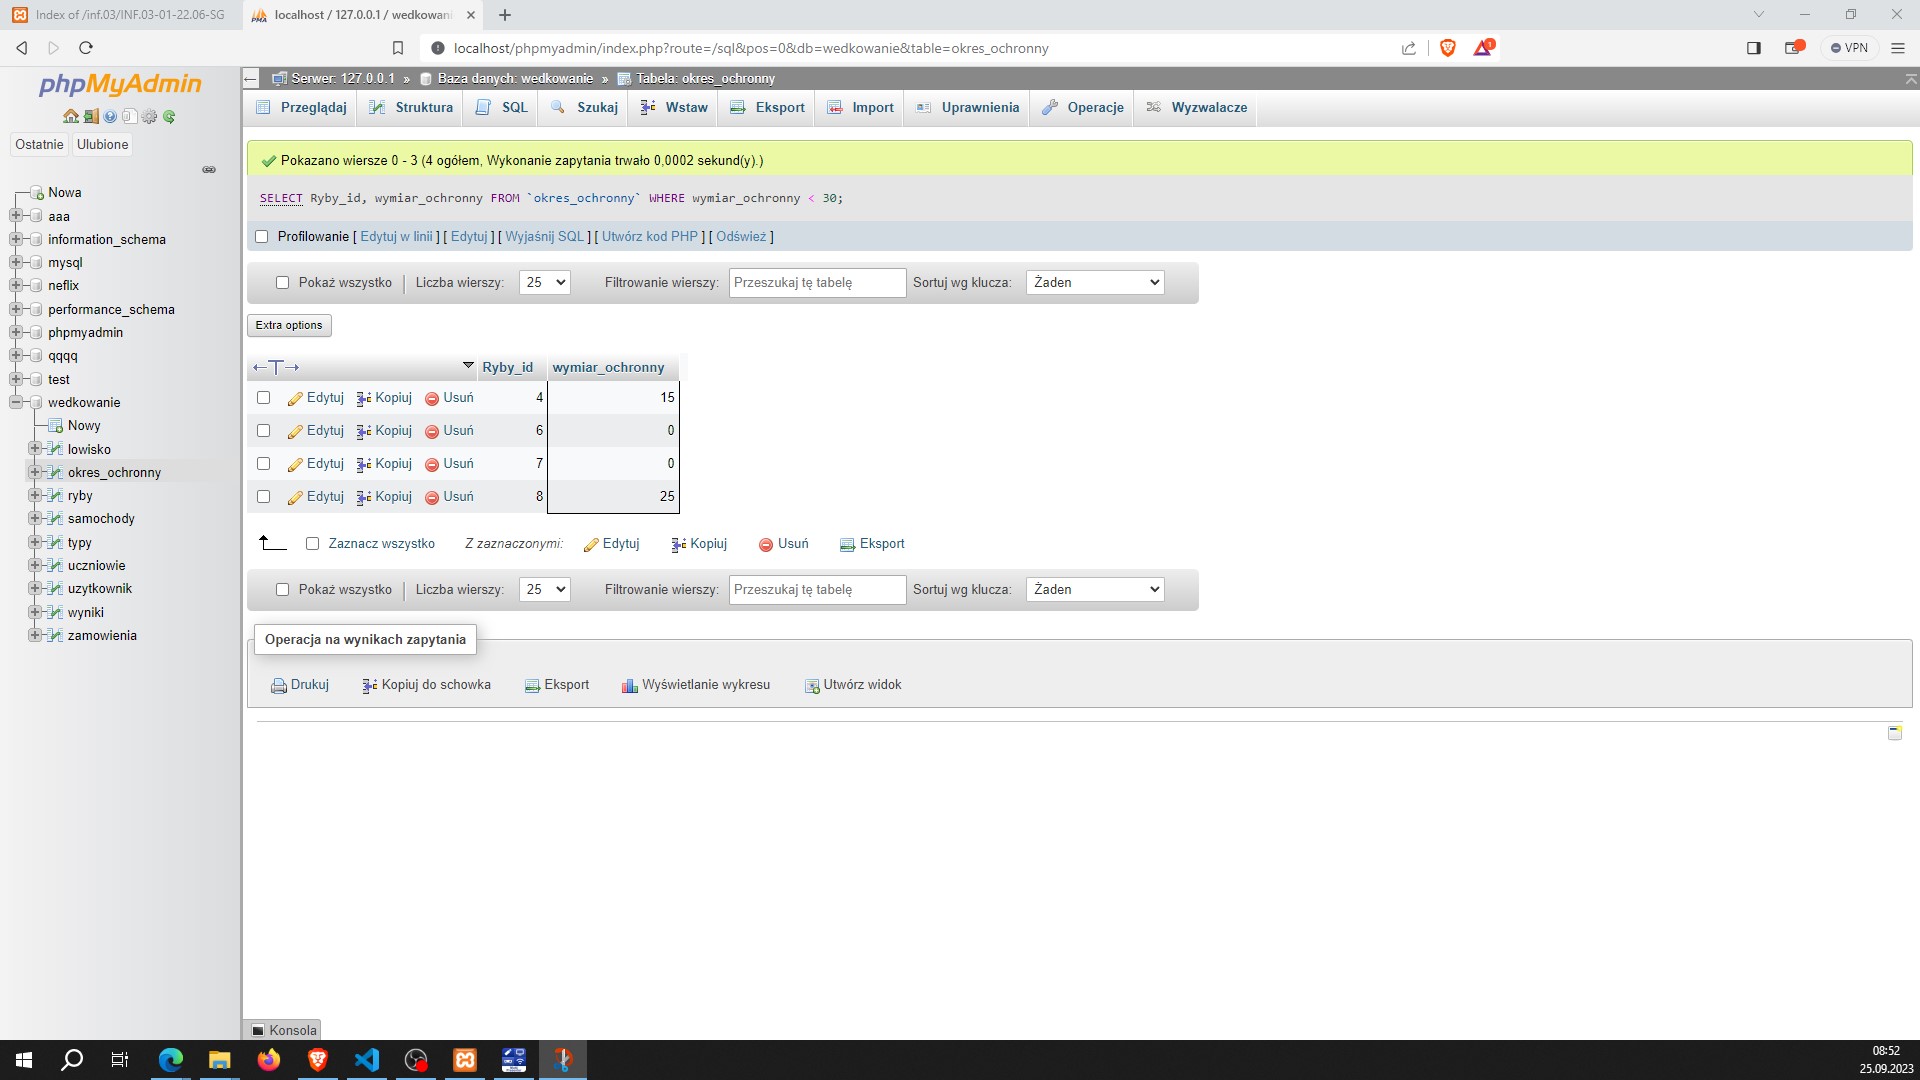 Index of /inf.03/INF.03-01-22.06-SG
localhost / 127.0.0.1 / wedkowani
localhost/phpmyadmin/index.php?route=/sql&pos=0&db=wedkowanie&table=okres_ochronny
1
VPN
phpMyAdmin
Ostatnie Ulubione
Nowa
aaa
information_schema
mysql
neflix
performance_schema
phpmyadmin
qqqq
test
wedkowanie
Nowy
lowisko
okres_ochronny
ryby
samochody
typy
uczniowie
uzytkownik
wyniki
zamowienia
Serwer: 127.0.0.1 » Baza danych: wedkowanie » Tabela: okres_ochronny
Przeglądaj Struktura SQL Szukaj Wstaw Eksport Import Uprawnienia Operacje Wyzwalacze
Pokazano wiersze 0 - 3 (4 ogółem, Wykonanie zapytania trwało 0,0002 sekund(y).)
SELECT Ryby_id, wymiar_ochronny FROM `okres_ochronny` WHERE wymiar_ochronny < 30;
Profilowanie [ Edytuj w linii ] [ Edytuj ] [ Wyjaśnij SQL ] [ Utwórz kod PHP ] [ Odśwież ]
Pokaż wszystko Liczba wierszy: 25 Filtrowanie wierszy: Przeszukaj tę tabelę Sortuj wg klucza: Żaden
Extra options
←T→ Ryby_id wymiar_ochronny
Edytuj Kopiuj Usuń 4 15
Edytuj Kopiuj Usuń 6 0
Edytuj Kopiuj Usuń 7 0
Edytuj Kopiuj Usuń 8 25
Zaznacz wszystko Z zaznaczonymi: Edytuj Kopiuj Usuń Eksport
Pokaż wszystko Liczba wierszy: 25 Filtrowanie wierszy: Przeszukaj tę tabelę Sortuj wg klucza: Żaden
Operacja na wynikach zapytania
Drukuj Kopiuj do schowka Eksport Wyświetlanie wykresu Utwórz widok
Konsola
08:52
25.09.2023